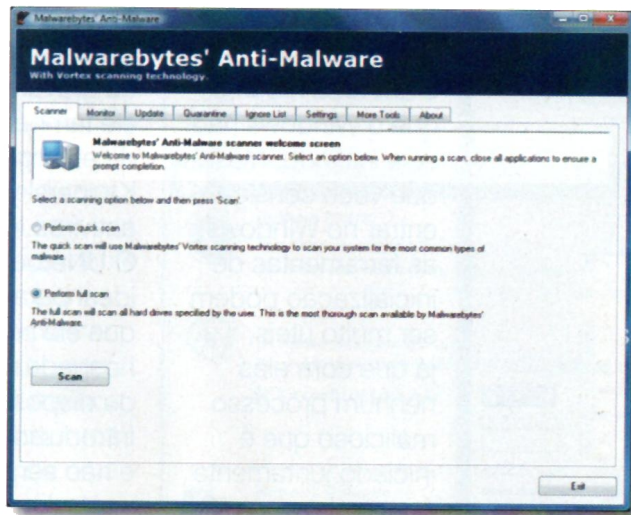 Malwarebytes' Anti-Malware
Malwarebytes' Anti-Malware
With Vortex scanning technology.
Scanner Monitor Update Quarantine Ignore List Settings More Tools About
Malwarebytes' Anti-Malware scanner welcome screen
Welcome to Malwarebytes' Anti-Malware scanner. Select an option below. When running a scan, close all applications to ensure a
prompt completion.
Select a scanning option below and then press 'Scan'.
Perform quick scan
The quick scan will use Malwarebytes' Vortex scanning technology to scan your system for the most common types of
malware.
Perform full scan
The full scan will scan all hard drives specified by the user. This is the most thorough scan available by Malwarebytes'
Anti-Malware.
Scan
Exit